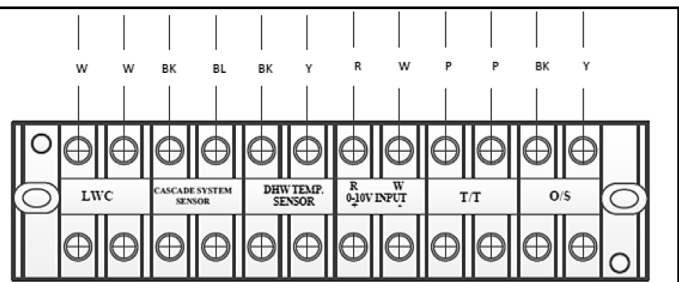 W W BK BL BK Y R W P P BK Y
LWC
CASCADE SYSTEM
SENSOR
DHW TEMP.
SENSOR
R W
0-10V INPUT
+ -
T/T
O/S